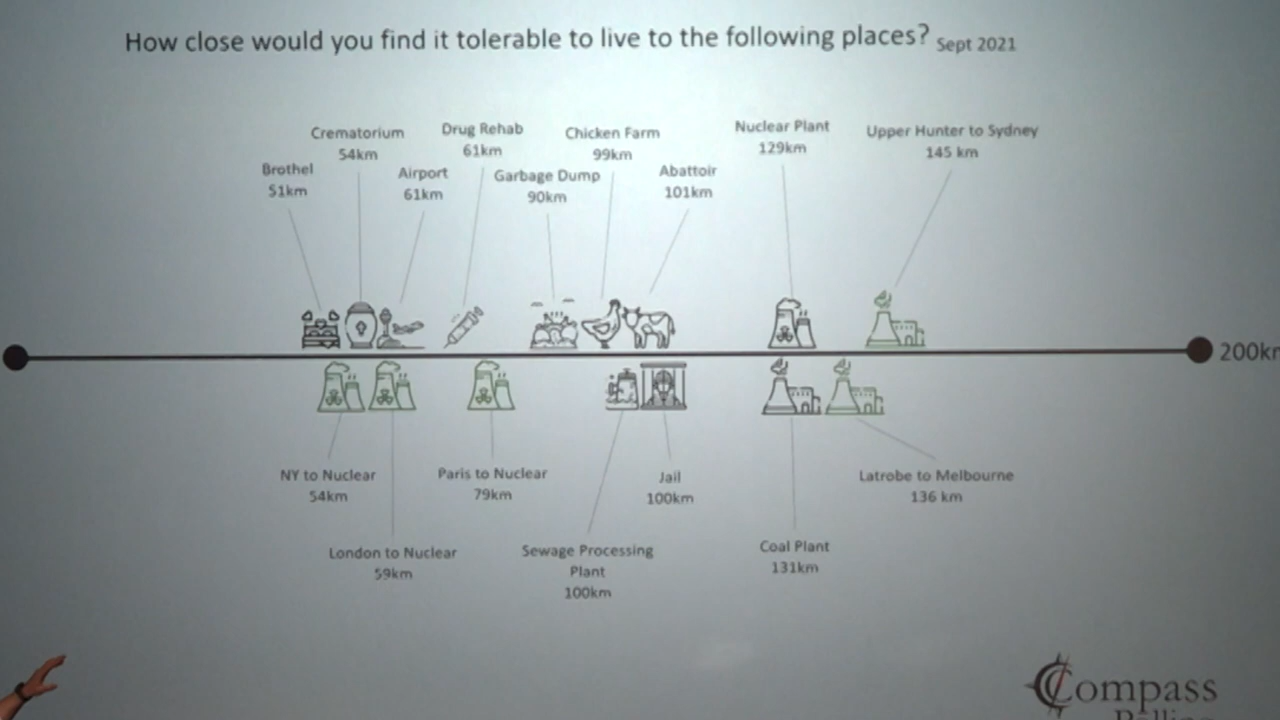 How close would you find it tolerable to live to the following places? Sept 2021
Crematorium
54km
Drug Rehab
61km
Chicken Farm
99km
Nuclear Plant
129km
Upper Hunter to Sydney
145 km
Brothel
51km
Airport
61km
Garbage Dump
90km
Abattoir
101km
200km
NY to Nuclear
54km
Paris to Nuclear
79km
Jail
100km
Latrobe to Melbourne
136 km
London to Nuclear
59km
Sewage Processing
Plant
100km
Coal Plant
131km
Compass
Polling